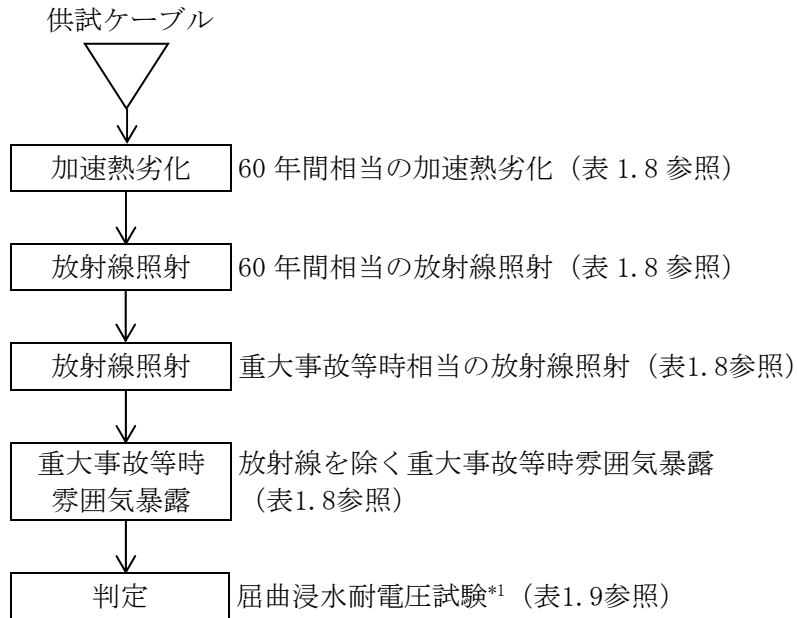 供試ケーブル
加速熱劣化 60 年間相当の加速熱劣化（表 1.8 参照）
放射線照射 60 年間相当の放射線照射（表 1.8 参照）
放射線照射 重大事故等時相当の放射線照射（表1.8参照）
重大事故等時 放射線を除く重大事故等時雰囲気暴露
雰囲気暴露 （表1.8参照）
判定 屈曲浸水耐電圧試験*1（表1.9参照）